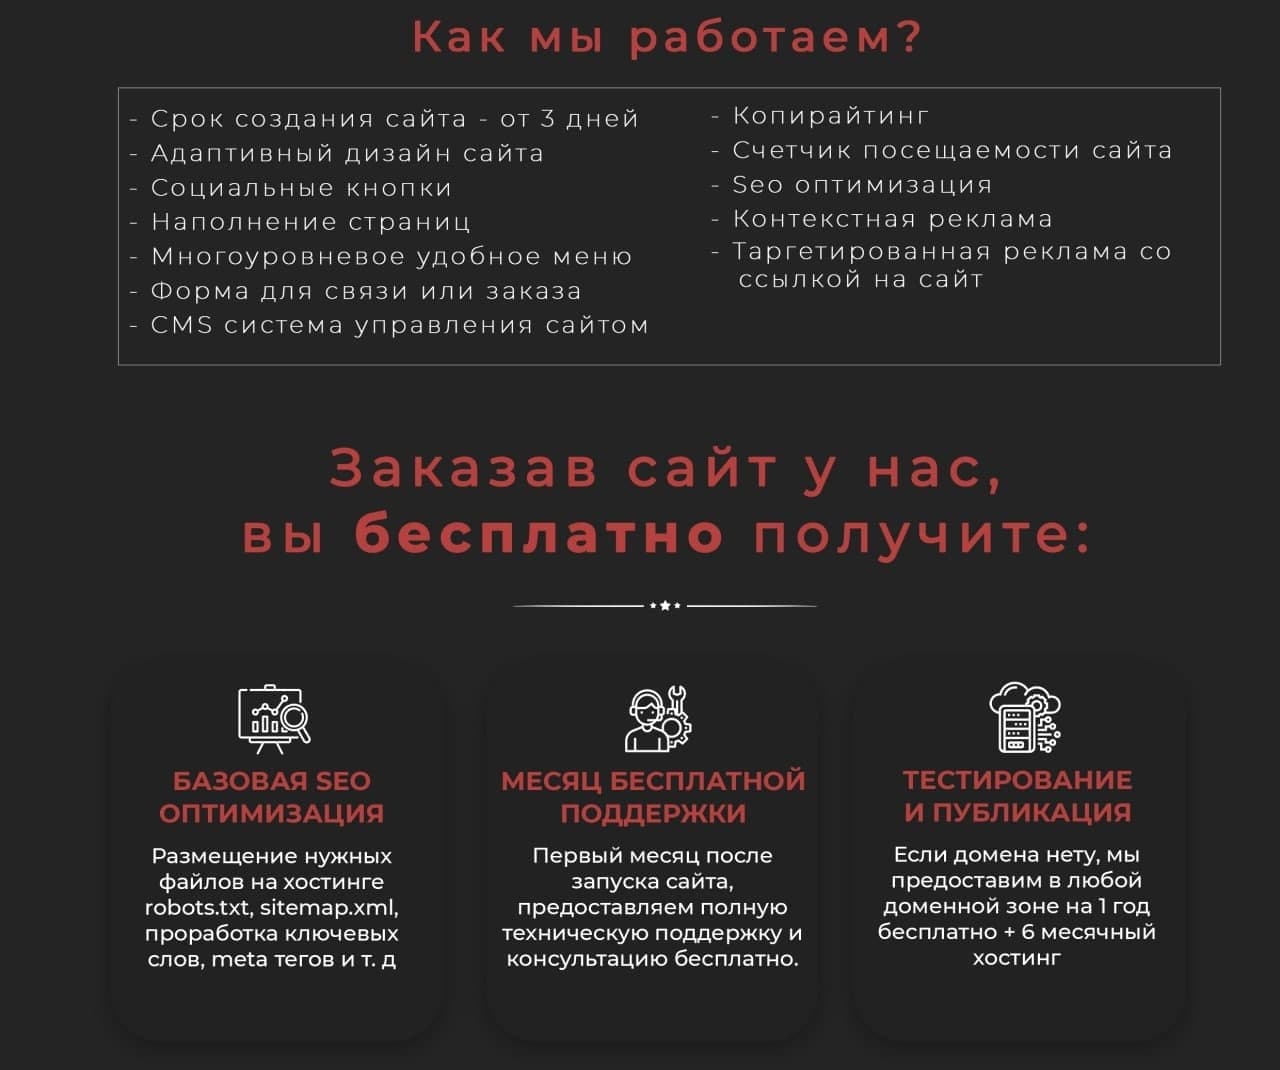 Как мы работаем?
- Срок создания сайта - от 3 дней
- Адаптивный дизайн сайта
- Социальные кнопки
- Наполнение страниц
- Многоуровневое удобное меню
- Форма для связи или заказа
- CMS система управления сайтом
- Копирайтинг
- Счетчик посещаемости сайта
- Seo оптимизация
- Контекстная реклама
- Таргетированная реклама со
ссылкой на сайт
Заказав сайт у нас,
вы бесплатно получите:
БАЗОВАЯ SEO
ОПТИМИЗАЦИЯ
Размещение нужных
файлов на хостинге
robots.txt, sitemap.xml,
проработка ключевых
слов, meta тегов и т. д
МЕСЯЦ БЕСПЛАТНОЙ
ПОДДЕРЖКИ
Первый месяц после
запуска сайта,
предоставляем полную
техническую поддержку и
консультацию бесплатно.
ТЕСТИРОВАНИЕ
И ПУБЛИКАЦИЯ
Если домена нету, мы
предоставим в любой
доменной зоне на 1 год
бесплатно + 6 месячный
хостинг